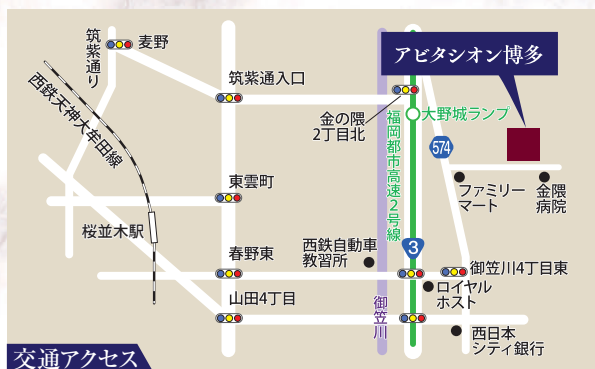 筑紫通り
麦野
西鉄天神大牟田線
筑紫通入口
アビタシオン博多
金の隈
2丁目北
大野城ランプ
福岡都市高速2号線
574
東雲町
ファミリー
マート
金隈
病院
桜並木駅
春野東
西鉄自動車
教習所
3
御笠川4丁目東
ロイヤル
ホスト
山田4丁目
御笠川
西日本
シティ銀行
交通アクセス